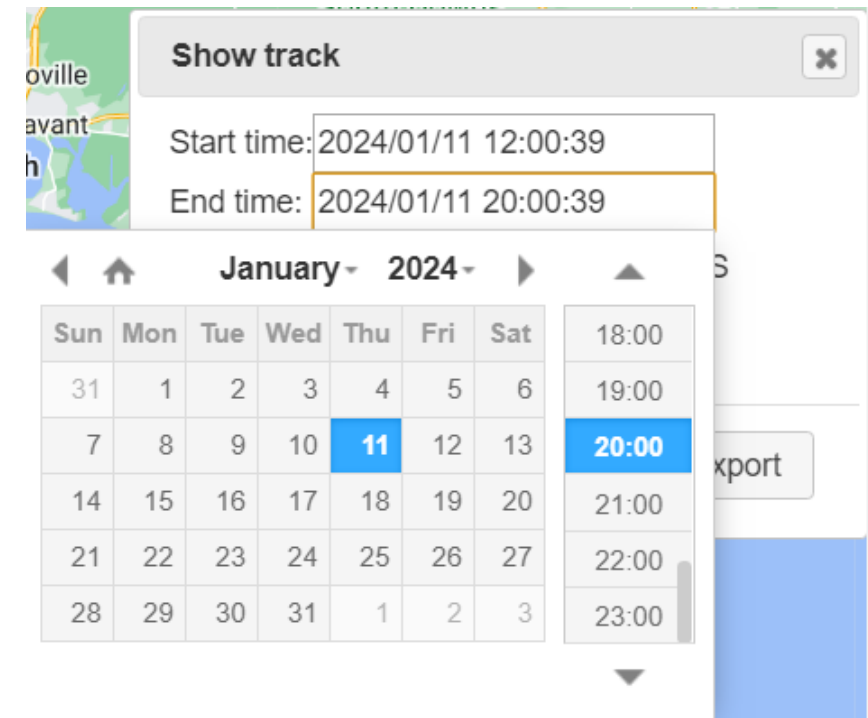 oville
avant
h
Show track
Start time: 2024/01/11 12:00:39
End time: 2024/01/11 20:00:39
S
January 2024
Sun Mon Tue Wed Thu Fri Sat
31 1 2 3 4 5 6
7 8 9 10 11 12 13
14 15 16 17 18 19 20
21 22 23 24 25 26 27
28 29 30 31 1 2 3
18:00
19:00
20:00
21:00
22:00
23:00
xport